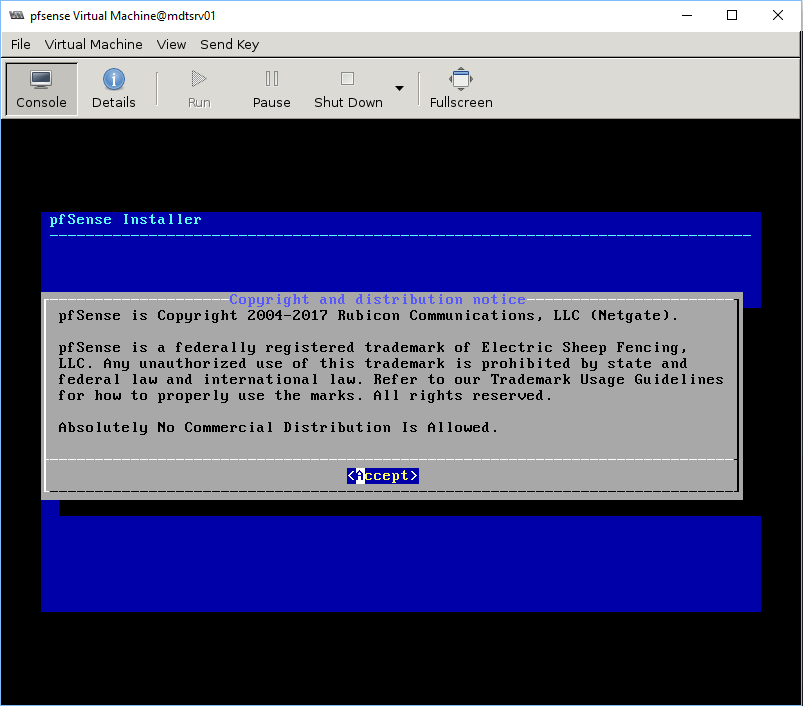 pfsense Virtual Machine@mdtsrv01
File Virtual Machine View Send Key
Console Details Run Pause Shut Down Fullscreen
pfSense Installer
Copyright and distribution notice
pfSense is Copyright 2004-2017 Rubicon Communications, LLC (Netgate).
pfSense is a federally registered trademark of Electric Sheep Fencing,
LLC. Any unauthorized use of this trademark is prohibited by state and
federal law and international law. Refer to our Trademark Usage Guidelines
for how to properly use the marks. All rights reserved.
Absolutely No Commercial Distribution Is Allowed.
<Accept>